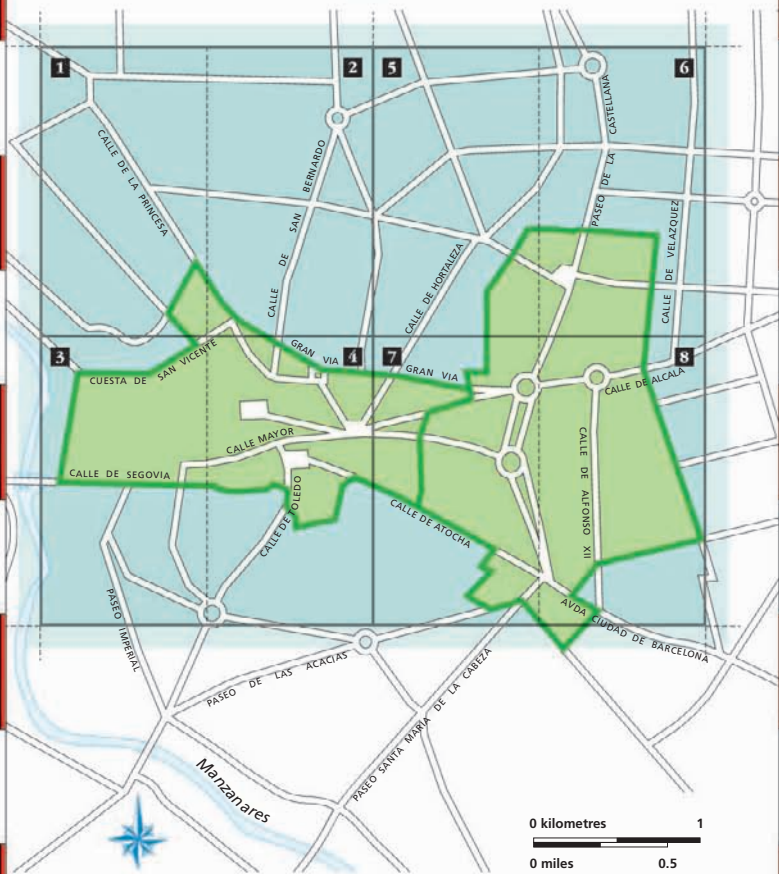 1
2
5
6
CALLE DE LA PRINCESA
CALLE DE SAN BERNARDO
PASEO DE LA CASTELLANA
CALLE DE HORTALEZA
CALLE DE VELAZQUEZ
3
4
7
8
CUESTA DE SAN VICENTE
GRAN VIA
GRAN VIA
CALLE DE ALCALA
CALLE MAYOR
CALLE DE SEGOVIA
CALLE DE TOLEDO
CALLE DE ATOCHA
CALLE DE ALFONSO XII
PASEO IMPERIAL
AVDA CIUDAD DE BARCELONA
PASEO DE LAS ACACIAS
PASEO SANTA MARIA DE LA CABEZA
Manzanares
0 kilometres 1
0 miles 0.5